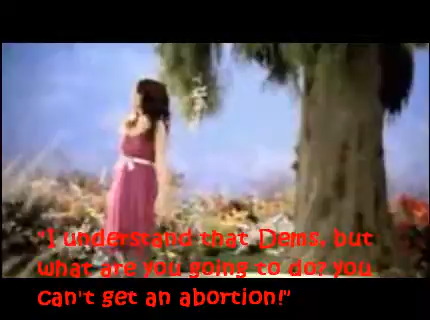 "I understand that Dems, but
what are you going to do? you
can't get an abortion!"